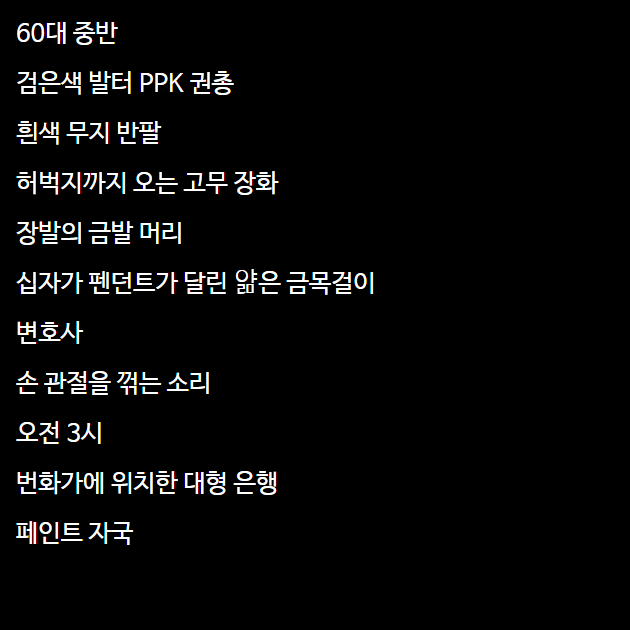 60대 중반
검은색 발터 PPK 권총
흰색 무지 반팔
허벅지까지 오는 고무 장화
장발의 금발 머리
십자가 펜던트가 달린 얆은 금목걸이
변호사
손 관절을 꺾는 소리
오전 3시
번화가에 위치한 대형 은행
페인트 자국